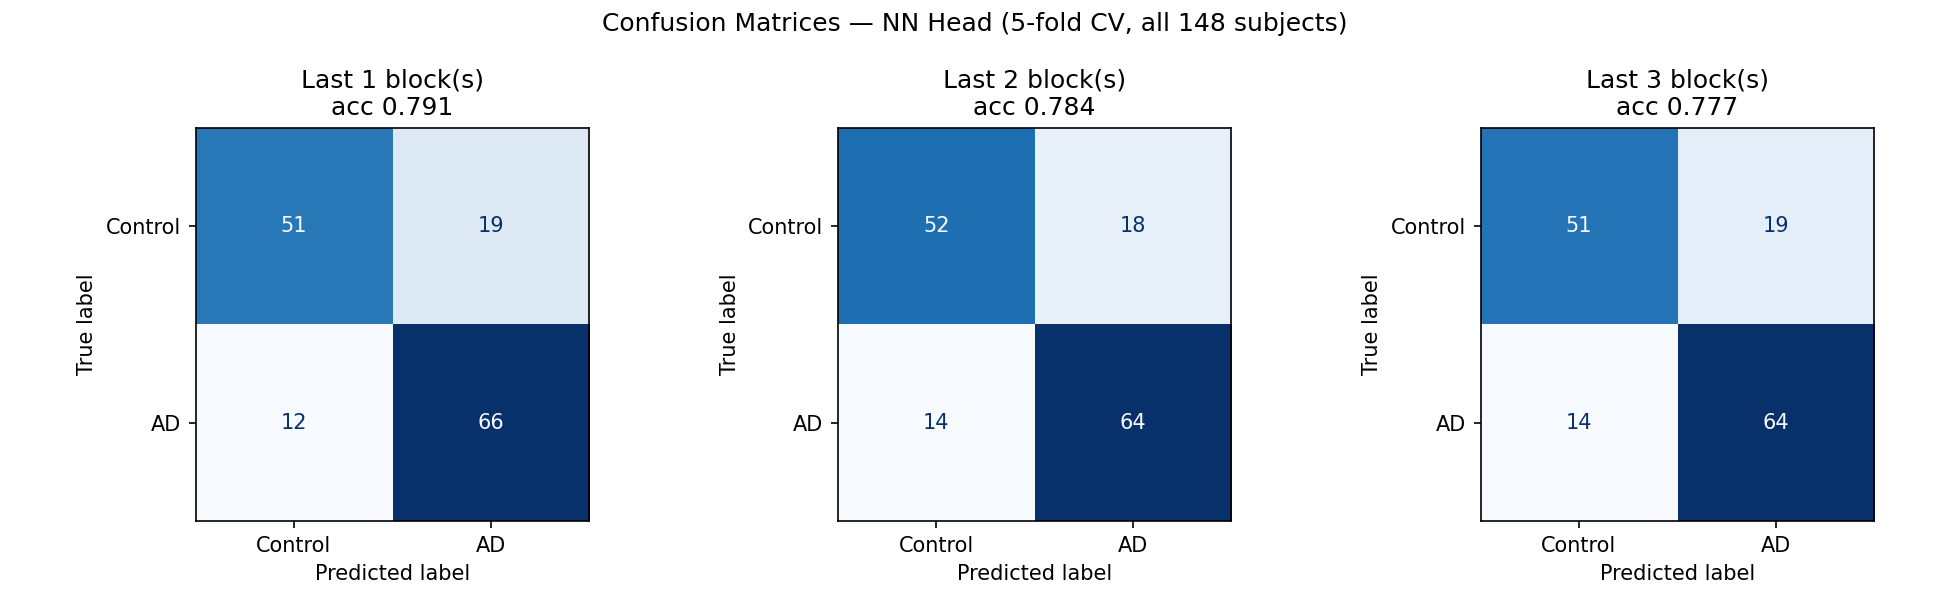 Confusion Matrices — NN Head (5-fold CV, all 148 subjects)
Last 1 block(s)
acc 0.791
True label
Control
51
19
AD
12
66
Control
AD
Predicted label
Last 2 block(s)
acc 0.784
True label
Control
52
18
AD
14
64
Control
AD
Predicted label
Last 3 block(s)
acc 0.777
True label
Control
51
19
AD
14
64
Control
AD
Predicted label